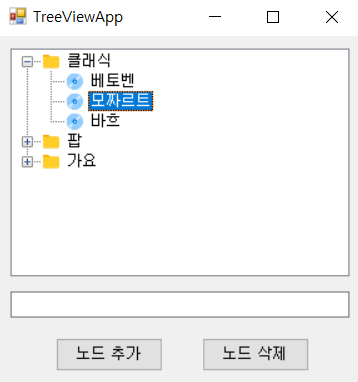 TreeViewApp
클래식
베토벤
모짜르트
바흐
팝
가요
노드 추가 노드 삭제